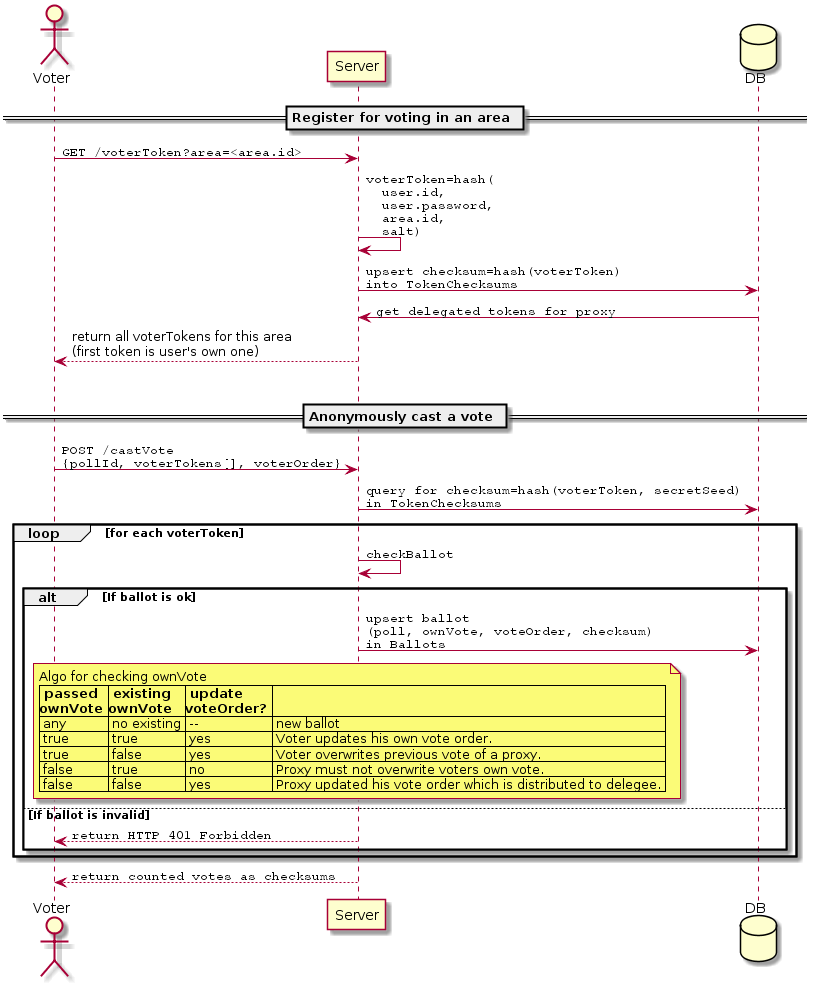 Voter
Server
DB
Register for voting in an area
GET /voterToken?area=<area.id>
voterToken=hash(
user.id,
user.password,
area.id,
salt)
upsert checksum=hash(voterToken)
into TokenChecksums
get delegated tokens for proxy
return all voterTokens for this area
(first token is user's own one)
Anonymously cast a vote
POST /castVote
{pollId, voterTokens[], voterOrder}
query for checksum=hash(voterToken, secretSeed)
in TokenChecksums
loop [for each voterToken]
checkBallot
alt [If ballot is ok]
upsert ballot
(poll, ownVote, voteOrder, checksum)
in Ballots
Algo for checking ownVote
passed existing update
ownVote ownVote voteOrder?
any no existing -- new ballot
true true yes Voter updates his own vote order.
true false yes Voter overwrites previous vote of a proxy.
false true no Proxy must not overwrite voters own vote.
false false yes Proxy updated his vote order which is distributed to delegee.
[If ballot is invalid]
return HTTP 401 Forbidden
return counted votes as checksums
Voter
Server
DB